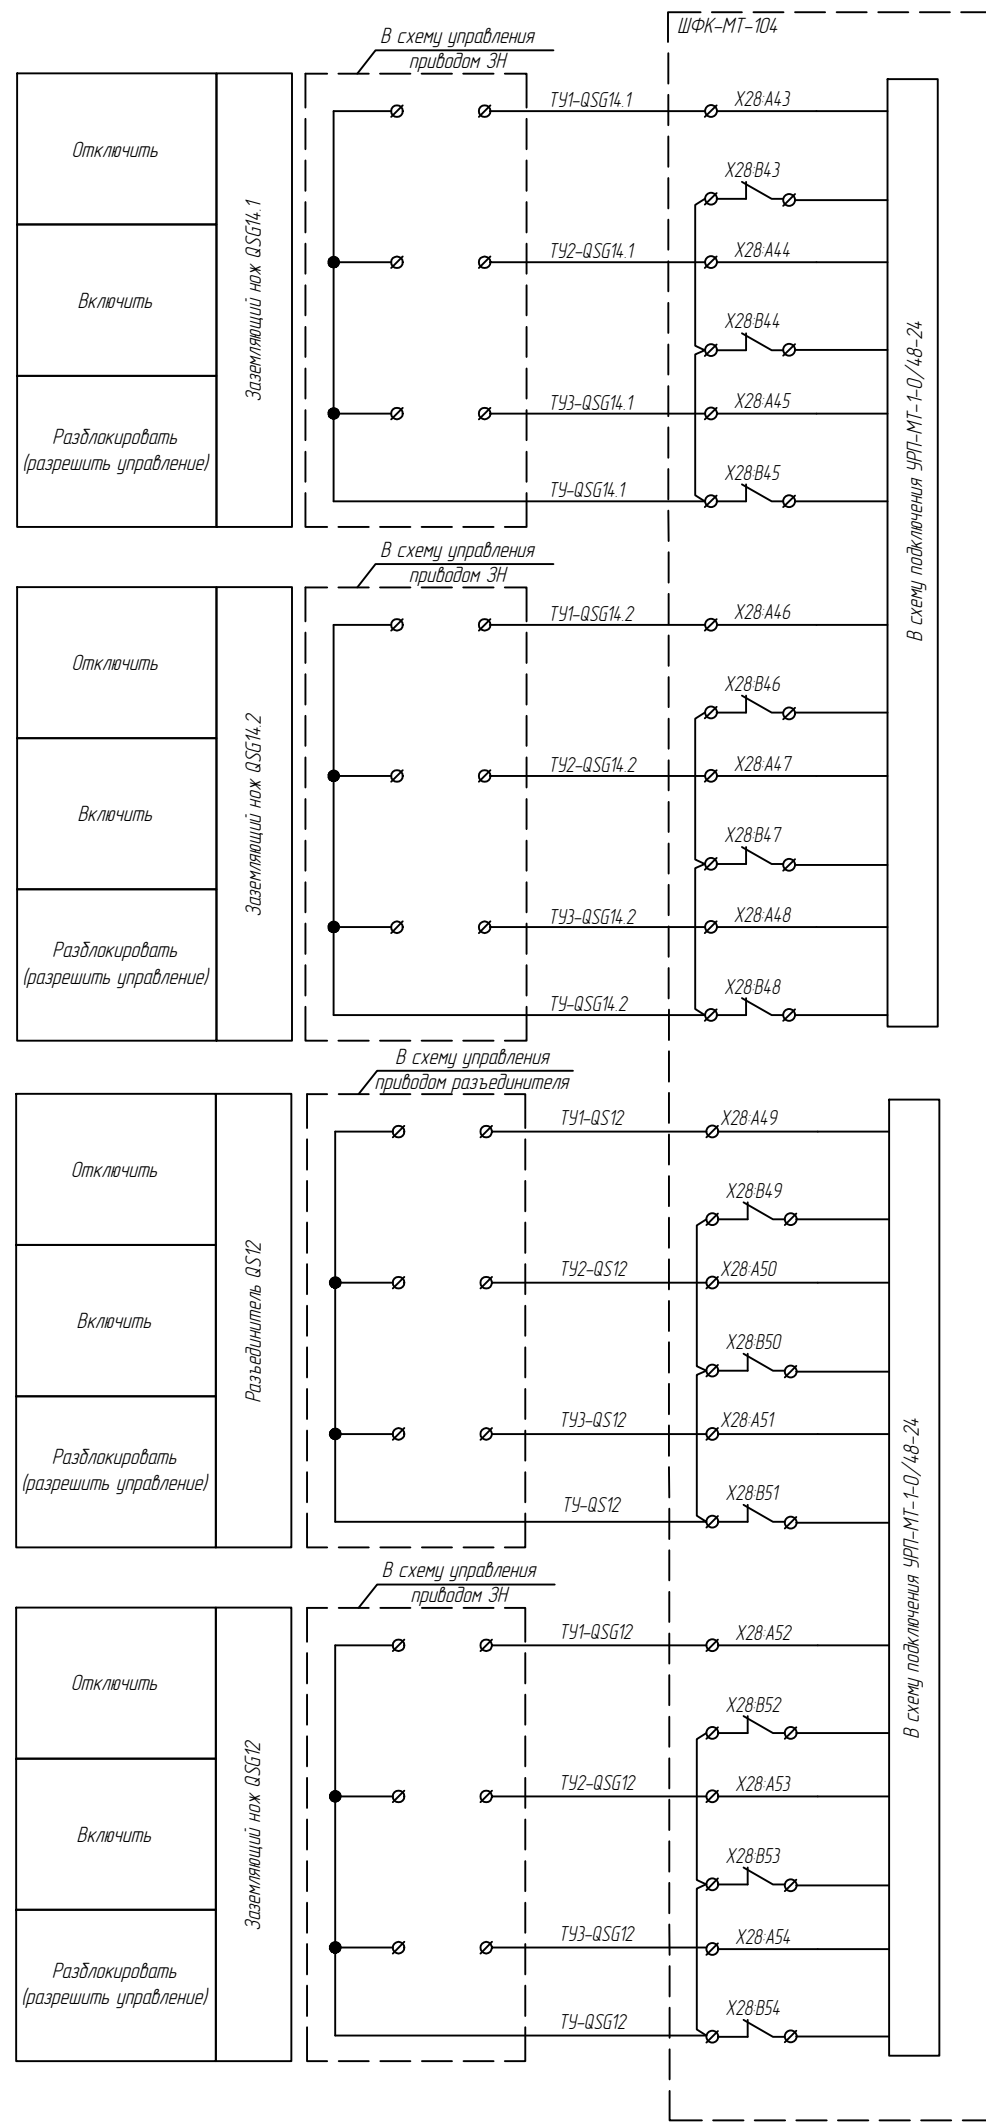 ШФК-МТ-104
В схему управления
приводом ЗН
Отключить
Включить
Разблокировать
(разрешить управление)
Заземляющий нож QSG14.1
ТУ1-QSG14.1
X28:A43
X28:B43
ТУ2-QSG14.1
X28:A44
X28:B44
ТУ3-QSG14.1
X28:A45
X28:B45
ТУ-QSG14.1
В схему подключения УРП-МТ-1-0/48-24
В схему управления
приводом ЗН
Отключить
Включить
Разблокировать
(разрешить управление)
Заземляющий нож QSG14.2
ТУ1-QSG14.2
X28:A46
X28:B46
ТУ2-QSG14.2
X28:A47
X28:B47
ТУ3-QSG14.2
X28:A48
X28:B48
ТУ-QSG14.2
В схему управления
приводом разъединителя
Отключить
Включить
Разблокировать
(разрешить управление)
Разъединитель QS12
ТУ1-QS12
X28:A49
X28:B49
ТУ2-QS12
X28:A50
X28:B50
ТУ3-QS12
X28:A51
X28:B51
ТУ-QS12
В схему подключения УРП-МТ-1-0/48-24
В схему управления
приводом ЗН
Отключить
Включить
Разблокировать
(разрешить управление)
Заземляющий нож QSG12
ТУ1-QSG12
X28:A52
X28:B52
ТУ2-QSG12
X28:A53
X28:B53
ТУ3-QSG12
X28:A54
X28:B54
ТУ-QSG12